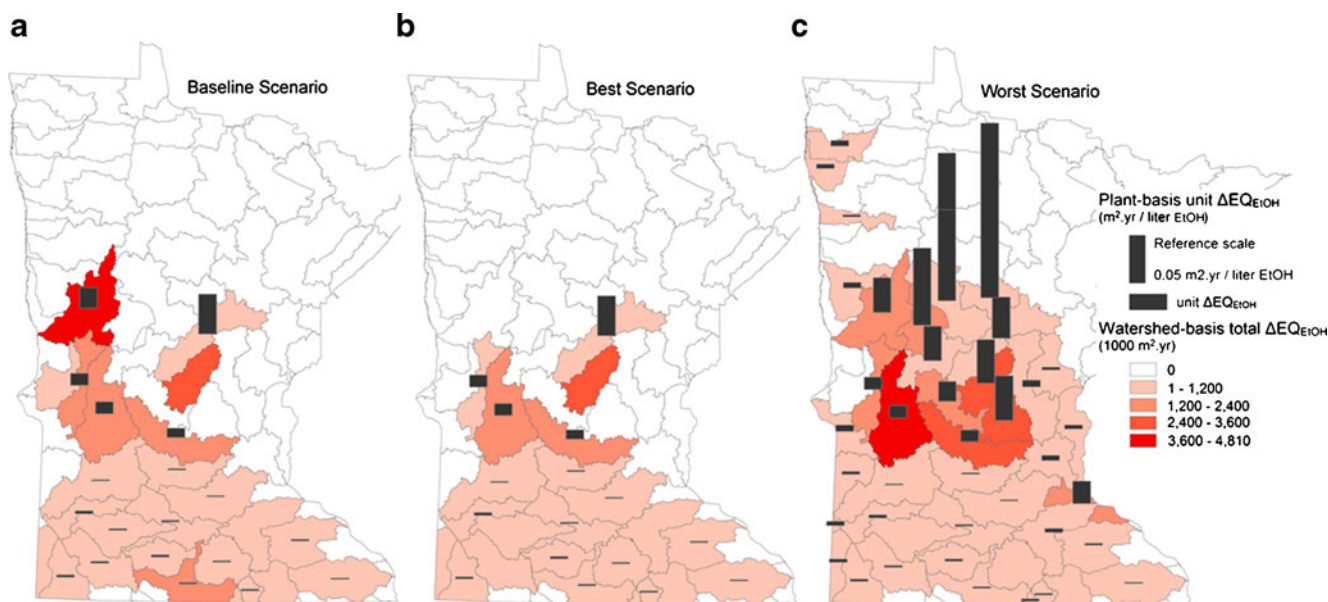 a
Baseline Scenario
b
Best Scenario
c
Worst Scenario
Plant-basis unit ΔEQEtOH
(m².yr / liter EtOH)
Reference scale
0.05 m2.yr / liter EtOH
unit ΔEQEtOH
Watershed-basis total ΔEQEtOH
(1000 m².yr)
0
1 - 1,200
1,200 - 2,400
2,400 - 3,600
3,600 - 4,810